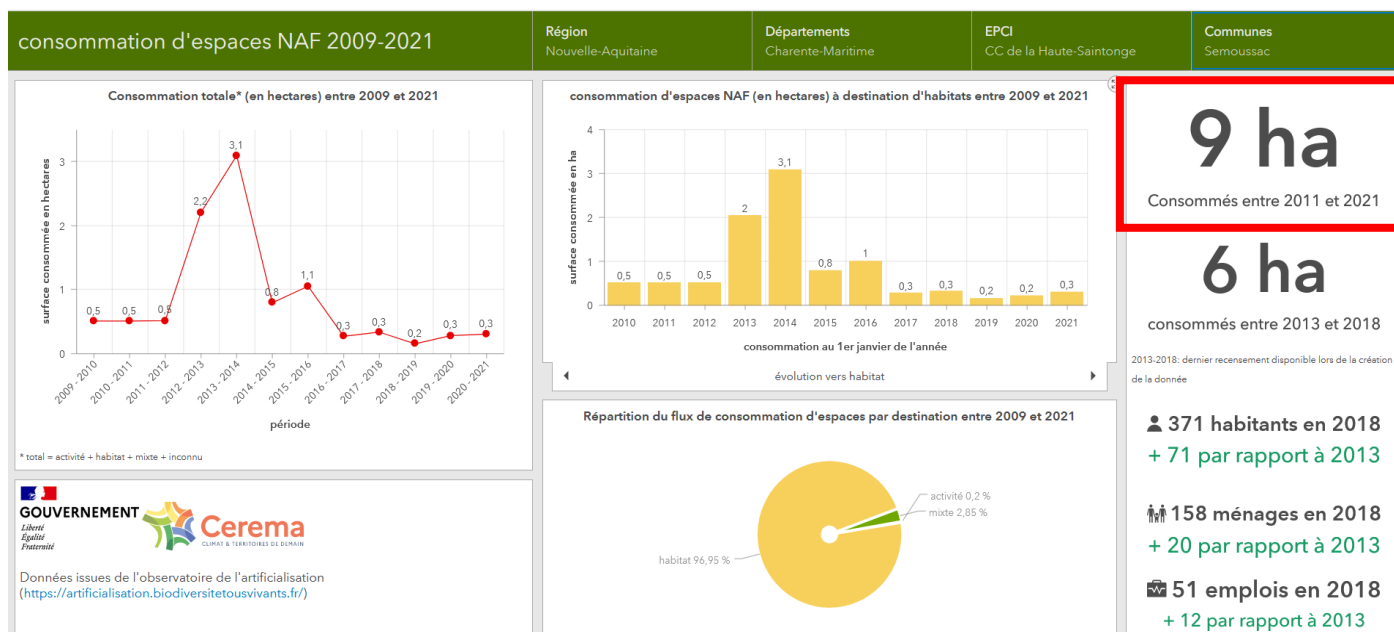 consommation d'espaces NAF 2009-2021
Région
Nouvelle-Aquitaine
Départements
Charente-Maritime
EPCI
CC de la Haute-Saintonge
Communes
Semoussac
Consommation totale* (en hectares) entre 2009 et 2021
surface consommée en hectares
3
2
1
0
0,5
0,5
0,5
2,2
3,1
0,8
1,1
0,3
0,3
0,2
0,3
0,3
2009 - 2010
2010 - 2011
2011 - 2012
2012 - 2013
2013 - 2014
2014 - 2015
2015 - 2016
2016 - 2017
2017 - 2018
2018 - 2019
2019 - 2020
2020 - 2021
période
* total = activité + habitat + mixte + inconnu
consommation d'espaces NAF (en hectares) à destination d'habitats entre 2009 et 2021
surface consommée en ha
4
3
2
1
0
0,5
0,5
0,5
2
3,1
0,8
1
0,3
0,3
0,2
0,2
0,3
2010
2011
2012
2013
2014
2015
2016
2017
2018
2019
2020
2021
consommation au 1er janvier de l'année
évolution vers habitat
Répartition du flux de consommation d'espaces par destination entre 2009 et 2021
activité 0,2 %
mixte 2,85 %
habitat 96,95 %
9 ha
Consommés entre 2011 et 2021
6 ha
consommés entre 2013 et 2018
2013-2018: dernier recensement disponible lors de la création
de la donnée
371 habitants en 2018
+ 71 par rapport à 2013
158 ménages en 2018
+ 20 par rapport à 2013
51 emplois en 2018
+ 12 par rapport à 2013
GOUVERNEMENT
Liberté
Égalité
Fraternité
Cerema
CLIMAT & TERRITOIRES DE DEMAIN
Données issues de l'observatoire de l'artificialisation
(https://artificialisation.biodiversitetousvivants.fr/)